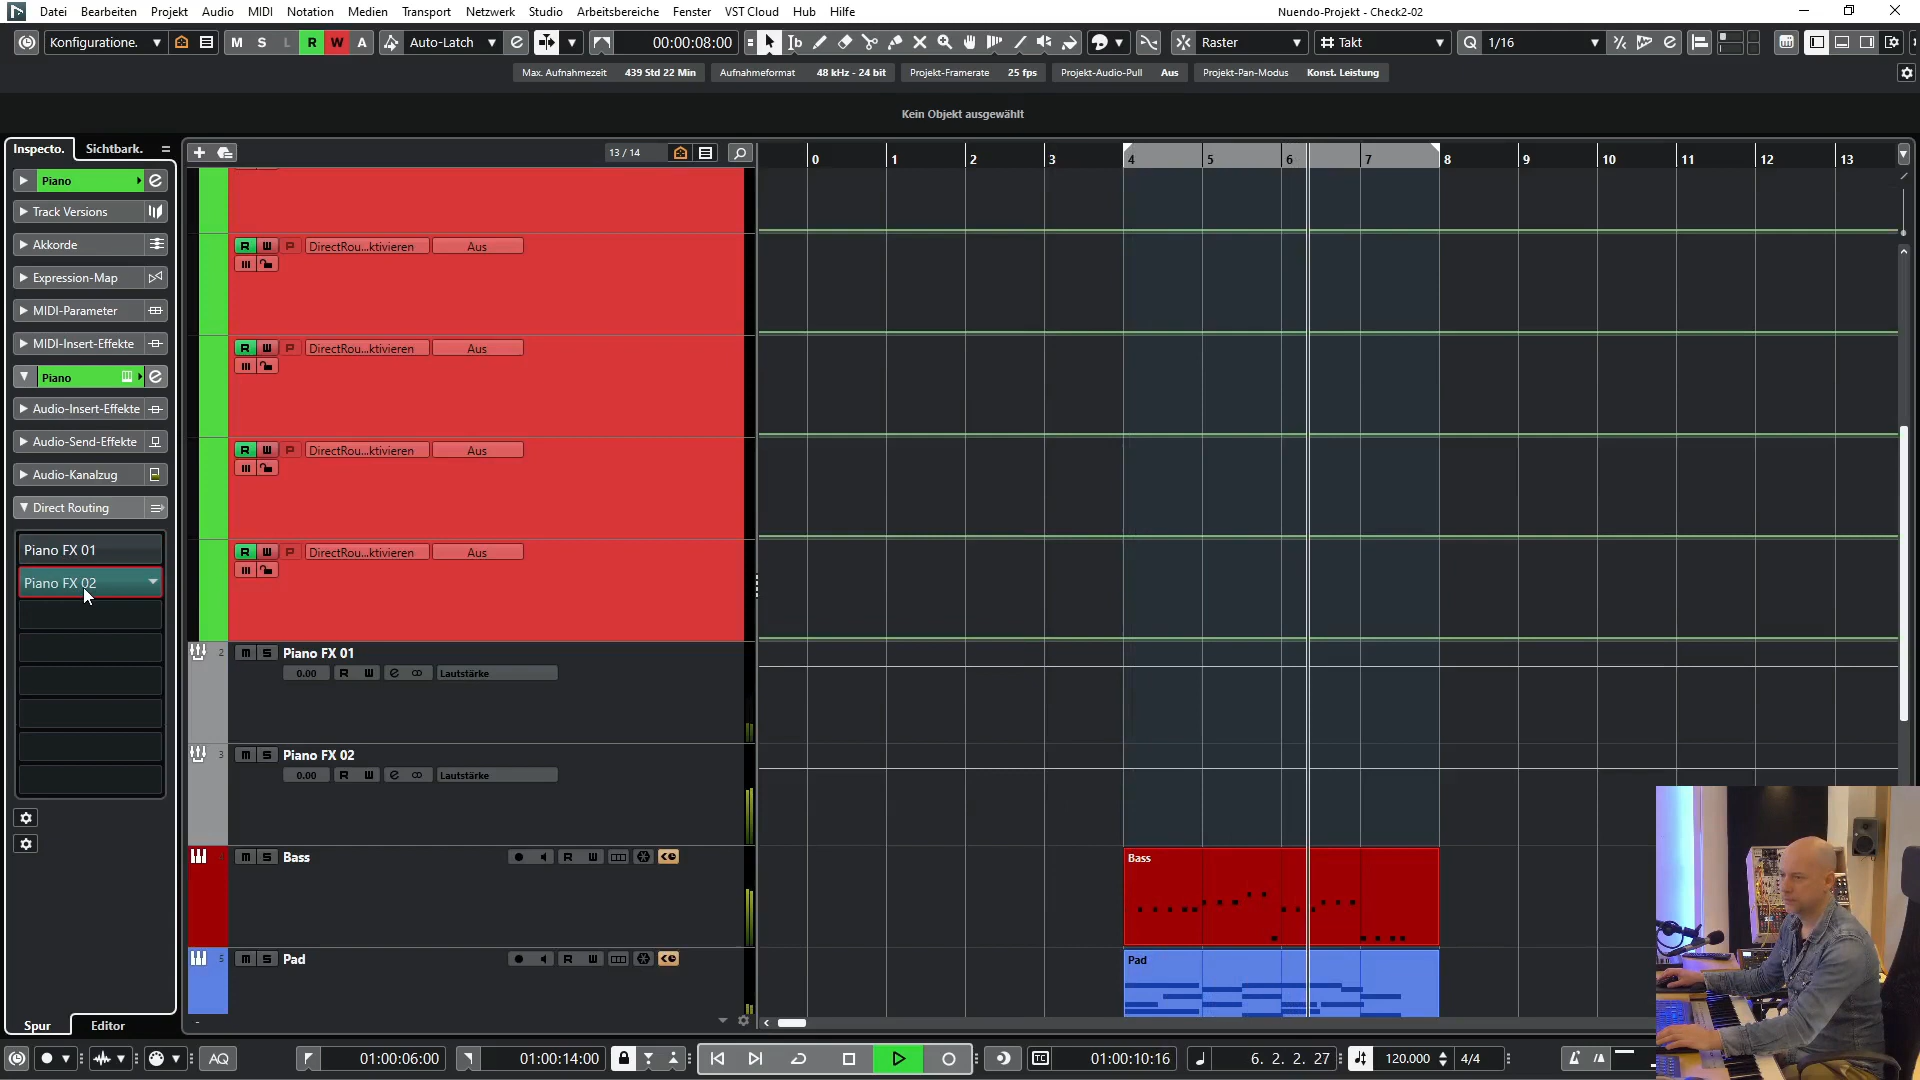 Datei Bearbeiten Projekt Audio MIDI Notation Medien Transport Netzwerk Studio Arbeitsbereiche Fenster VST Cloud Hub Hilfe Nuendo-Projekt - Check2-02
Konfiguratione. M S L R W A Auto-Latch 00:00:08:00 Raster Takt Q 1/16
Max. Aufnahmezeit 439 Std 22 Min Aufnahmeformat 48 kHz - 24 bit Projekt-Framerate 25 fps Projekt-Audio-Pull Aus Projekt-Pan-Modus Konst. Leistung
Kein Objekt ausgewählt
Inspecto. Sichtbark. 13 / 14 0 1 2 3 4 5 6 7 8 9 10 11 12 13
Piano
Track Versions
Akkorde
Expression-Map
MIDI-Parameter
MIDI-Insert-Effekte
Piano
Audio-Insert-Effekte
Audio-Send-Effekte
Audio-Kanalzug
Direct Routing
Piano FX 01
Piano FX 02
R W P DirectRou...ktivieren Aus
R W P DirectRou...ktivieren Aus
R W P DirectRou...ktivieren Aus
R W P DirectRou...ktivieren Aus
2 m S Piano FX 01
0.00 R W e Lautstärke
3 m S Piano FX 02
0.00 R W e Lautstärke
m S Bass R W Bass
5 m S Pad R W Pad
Spur Editor
AQ 01:00:06:00 01:00:14:00 TC 01:00:10:16 6. 2. 2. 27 120.000 4/4